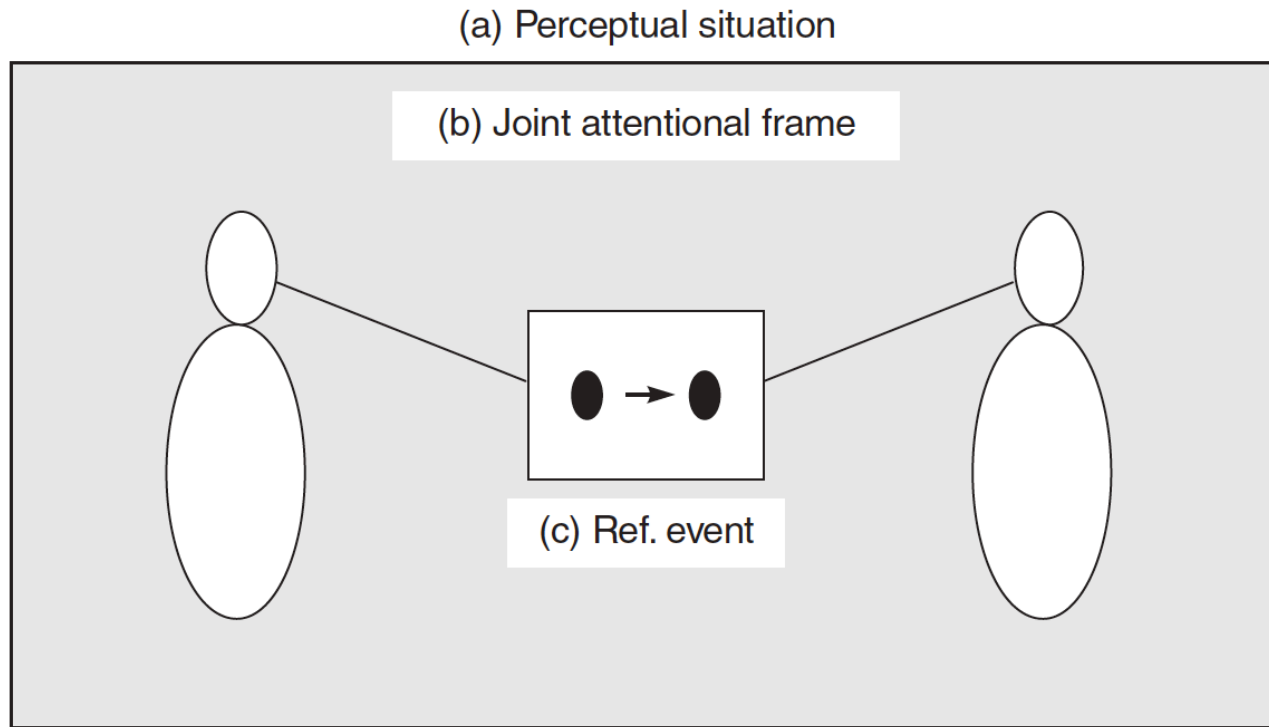 (a) Perceptual situation
(b) Joint attentional frame
(c) Ref. event